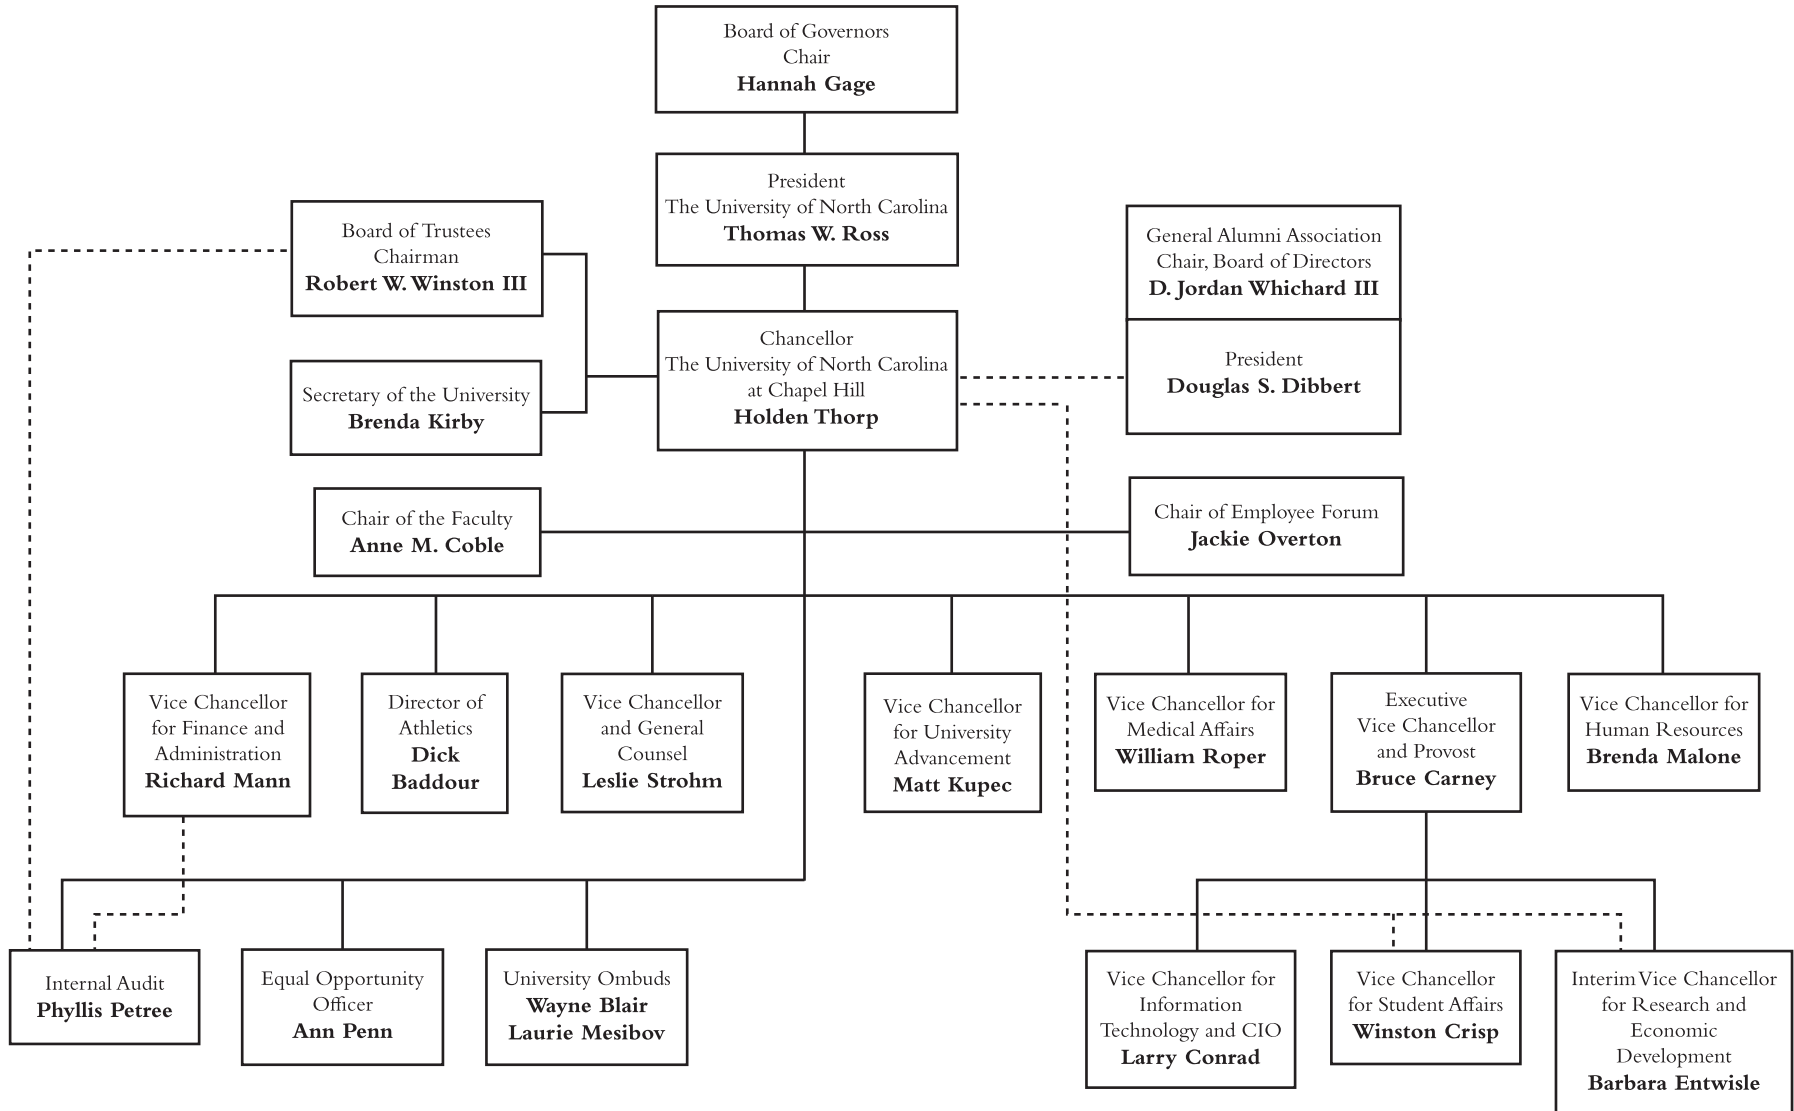 Board of Governors
Chair
Hannah Gage
President
The University of North Carolina
Thomas W. Ross
Board of Trustees
Chairman
Robert W. Winston III
General Alumni Association
Chair, Board of Directors
D. Jordan Whichard III
President
Douglas S. Dibbert
Chancellor
The University of North Carolina
at Chapel Hill
Holden Thorp
Secretary of the University
Brenda Kirby
Chair of the Faculty
Anne M. Coble
Chair of Employee Forum
Jackie Overton
Vice Chancellor
for Finance and
Administration
Richard Mann
Director of
Athletics
Dick
Baddour
Vice Chancellor
and General
Counsel
Leslie Strohm
Vice Chancellor
for University
Advancement
Matt Kupec
Vice Chancellor for
Medical Affairs
William Roper
Executive
Vice Chancellor
and Provost
Bruce Carney
Vice Chancellor for
Human Resources
Brenda Malone
Internal Audit
Phyllis Petree
Equal Opportunity
Officer
Ann Penn
University Ombuds
Wayne Blair
Laurie Mesibov
Vice Chancellor for
Information
Technology and CIO
Larry Conrad
Vice Chancellor
for Student Affairs
Winston Crisp
Interim Vice Chancellor
for Research and
Economic
Development
Barbara Entwisle